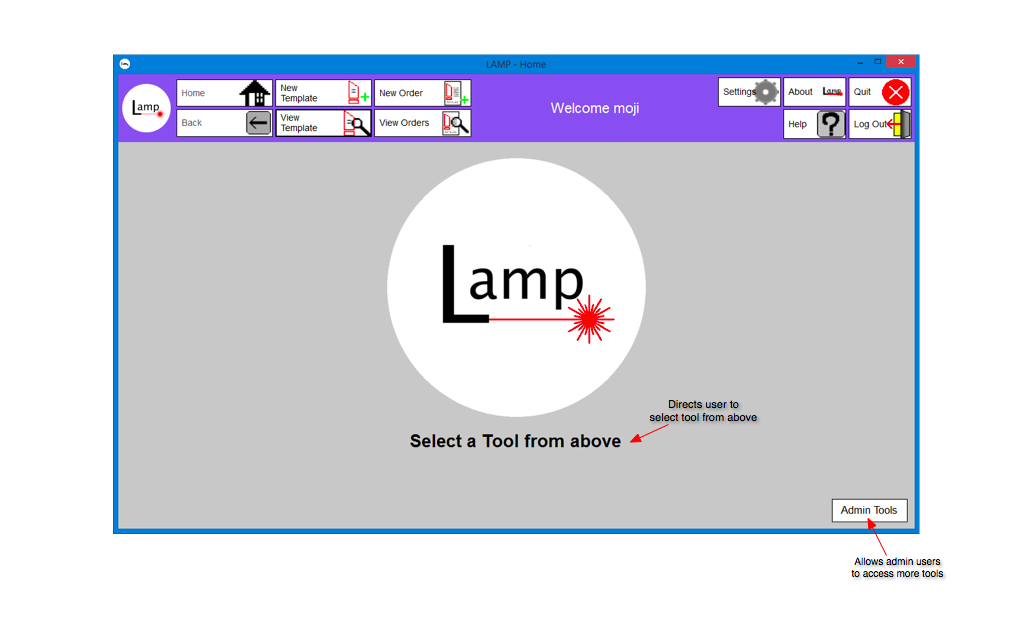 LAMP - Home
Lamp
Home
New
Template
New Order
Back
View
Template
View Orders
Welcome moji
Settings
About
Lamp
Quit
Help
?
Log Out
Lamp
Directs user to
select tool from above
Select a Tool from above
Admin Tools
Allows admin users
to access more tools